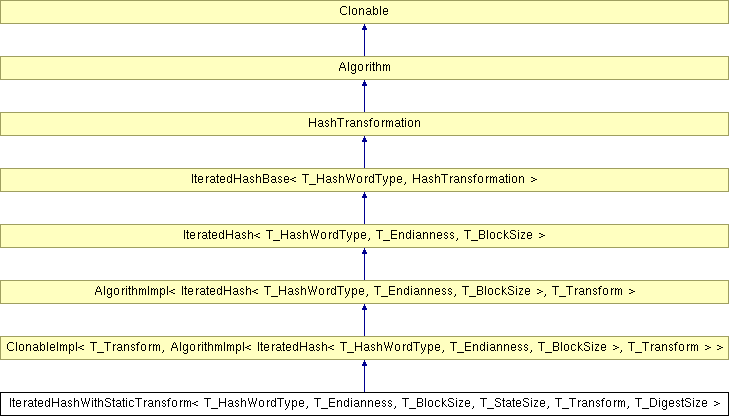 Clonable
Algorithm
HashTransformation
IteratedHashBase< T_HashWordType, HashTransformation >
IteratedHash< T_HashWordType, T_Endianness, T_BlockSize >
AlgorithmImpl< IteratedHash< T_HashWordType, T_Endianness, T_BlockSize >, T_Transform >
ClonableImpl< T_Transform, AlgorithmImpl< IteratedHash< T_HashWordType, T_Endianness, T_BlockSize >, T_Transform > >
IteratedHashWithStaticTransform< T_HashWordType, T_Endianness, T_BlockSize, T_StateSize, T_Transform, T_DigestSize >